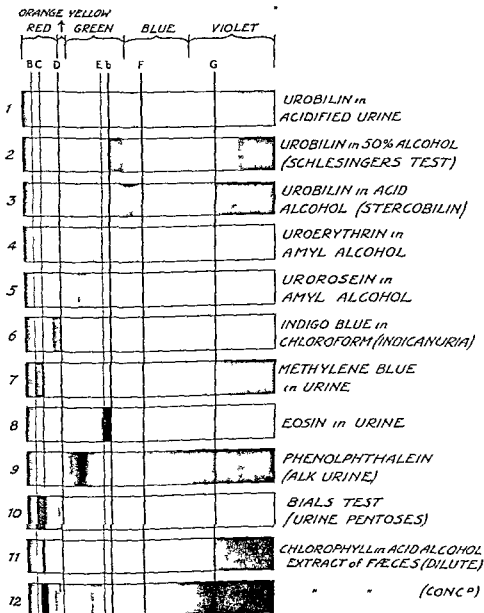 ORANGE YELLOW
RED ↑ GREEN BLUE VIOLET
B C D E b F G
1 UROBILIN in
ACIDIFIED URINE
2 UROBILIN in 50% ALCOHOL
(SCHLESINGERS TEST)
3 UROBILIN in ACID
ALCOHOL (STERCOBILIN)
4 UROERYTHRIN in
AMYL ALCOHOL
5 UROROSEIN in
AMYL ALCOHOL
6 INDIGO BLUE in
CHLOROFORM (INDICANURIA)
7 METHYLENE BLUE
in URINE
8 EOSIN in URINE
9 PHENOLPHTHALEIN
(ALK URINE)
10 BIALS TEST
(URINE PENTOSES)
11 CHLOROPHYLL in ACID ALCOHOL
EXTRACT of FÆCES (DILUTE)
12 " " (CONCD)